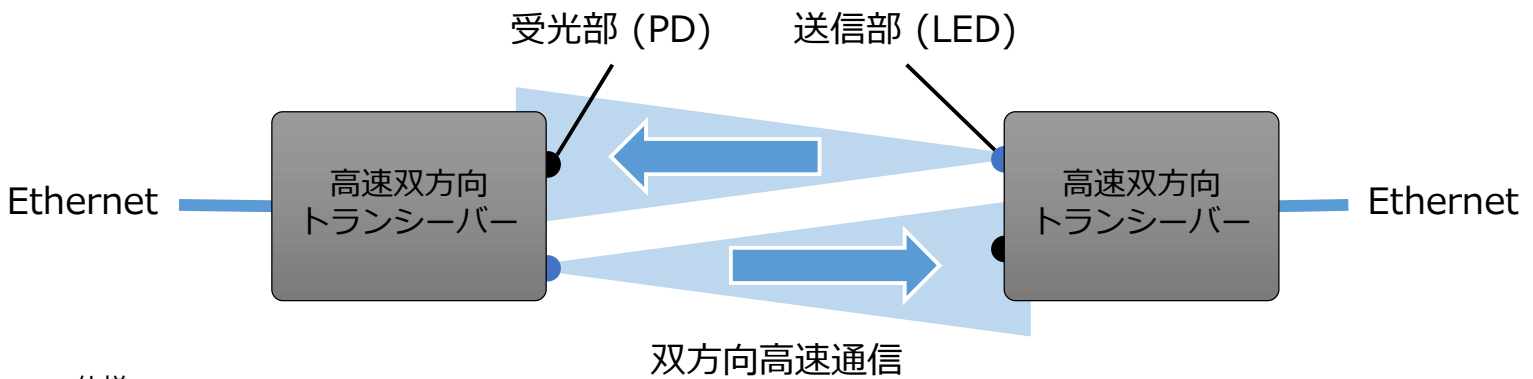 受光部 (PD)
送信部 (LED)
Ethernet
高速双方向
トランシーバー
高速双方向
トランシーバー
Ethernet
双方向高速通信